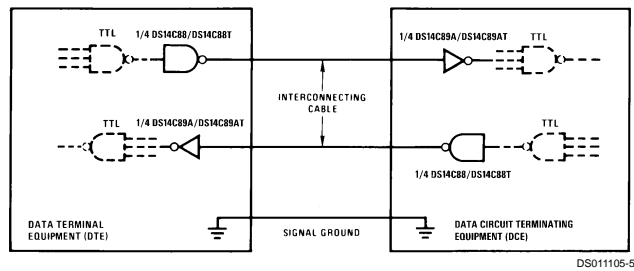 TTL
1/4 DS14C88/DS14C88T
1/4 DS14C89A/DS14C89AT
TTL
INTERCONNECTING
CABLE
TTL
1/4 DS14C89A/DS14C89AT
TTL
1/4 DS14C88/DS14C88T
DATA TERMINAL
EQUIPMENT (DTE)
SIGNAL GROUND
DATA CIRCUIT TERMINATING
EQUIPMENT (DCE)
DS011105-5